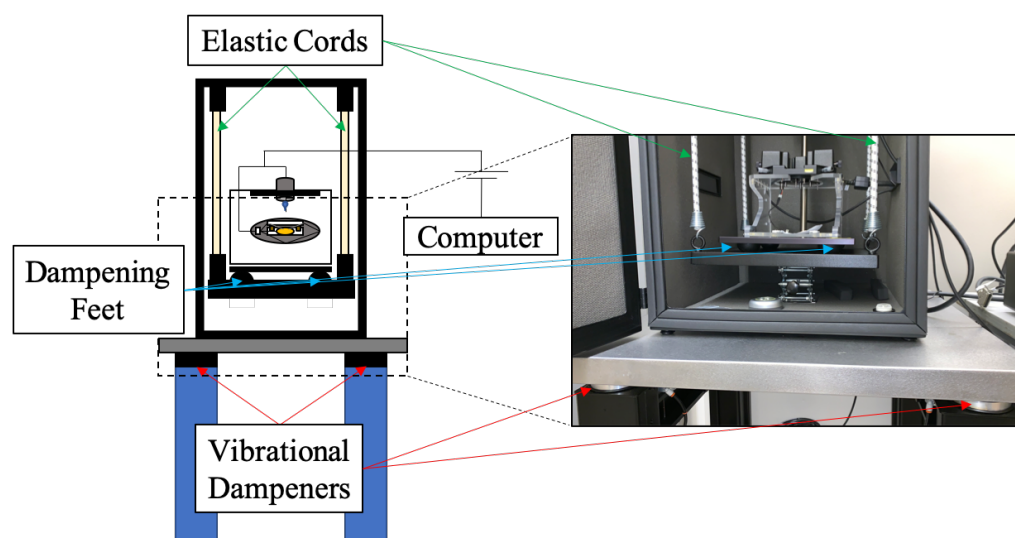 Elastic Cords
Computer
Dampening
Feet
Vibrational
Dampeners